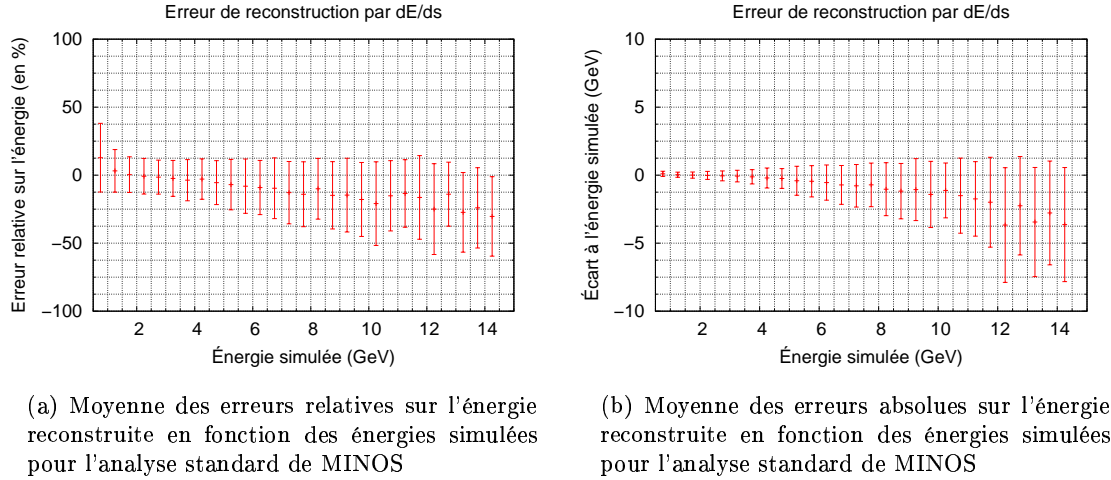 Erreur de reconstruction par dE/ds
Erreur relative sur l'énergie (en %)
100
50
0
−50
−100
2 4 6 8 10 12 14
Énergie simulée (GeV)
(a) Moyenne des erreurs relatives sur l'énergie
reconstruite en fonction des énergies simulées
pour l'analyse standard de MINOS
Erreur de reconstruction par dE/ds
Écart à l'énergie simulée (GeV)
10
5
0
−5
−10
2 4 6 8 10 12 14
Énergie simulée (GeV)
(b) Moyenne des erreurs absolues sur l'énergie
reconstruite en fonction des énergies simulées
pour l'analyse standard de MINOS